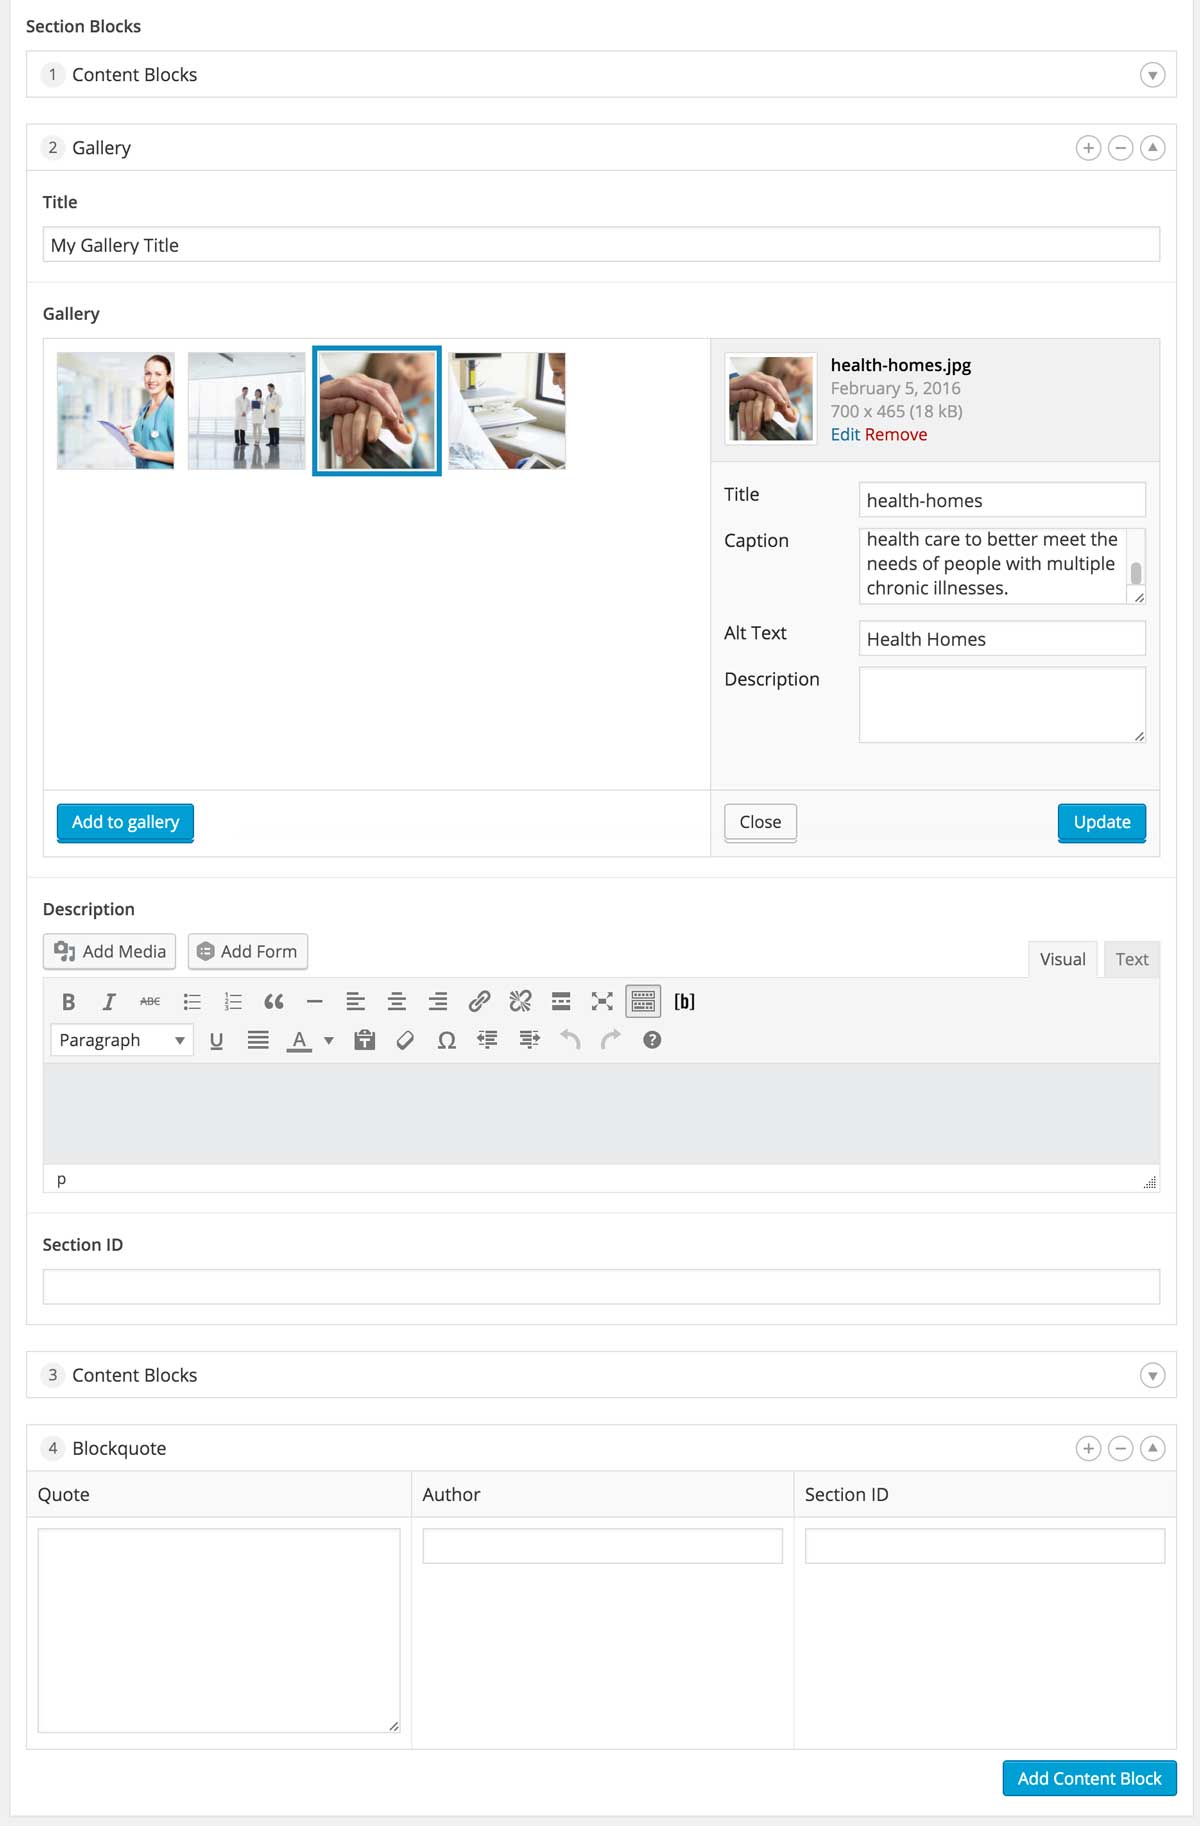 Section Blocks
1 Content Blocks
2 Gallery
Title
My Gallery Title
Gallery
health-homes.jpg
February 5, 2016
700 x 465 (18 kB)
Edit Remove
Title
health-homes
Caption
health care to better meet the
needs of people with multiple
chronic illnesses.
Alt Text
Health Homes
Description
Add to gallery
Close
Update
Description
Add Media
Add Form
Visual
Text
B I ABC [b]
Paragraph U A Ω ?
p
Section ID
3 Content Blocks
4 Blockquote
Quote
Author
Section ID
Add Content Block